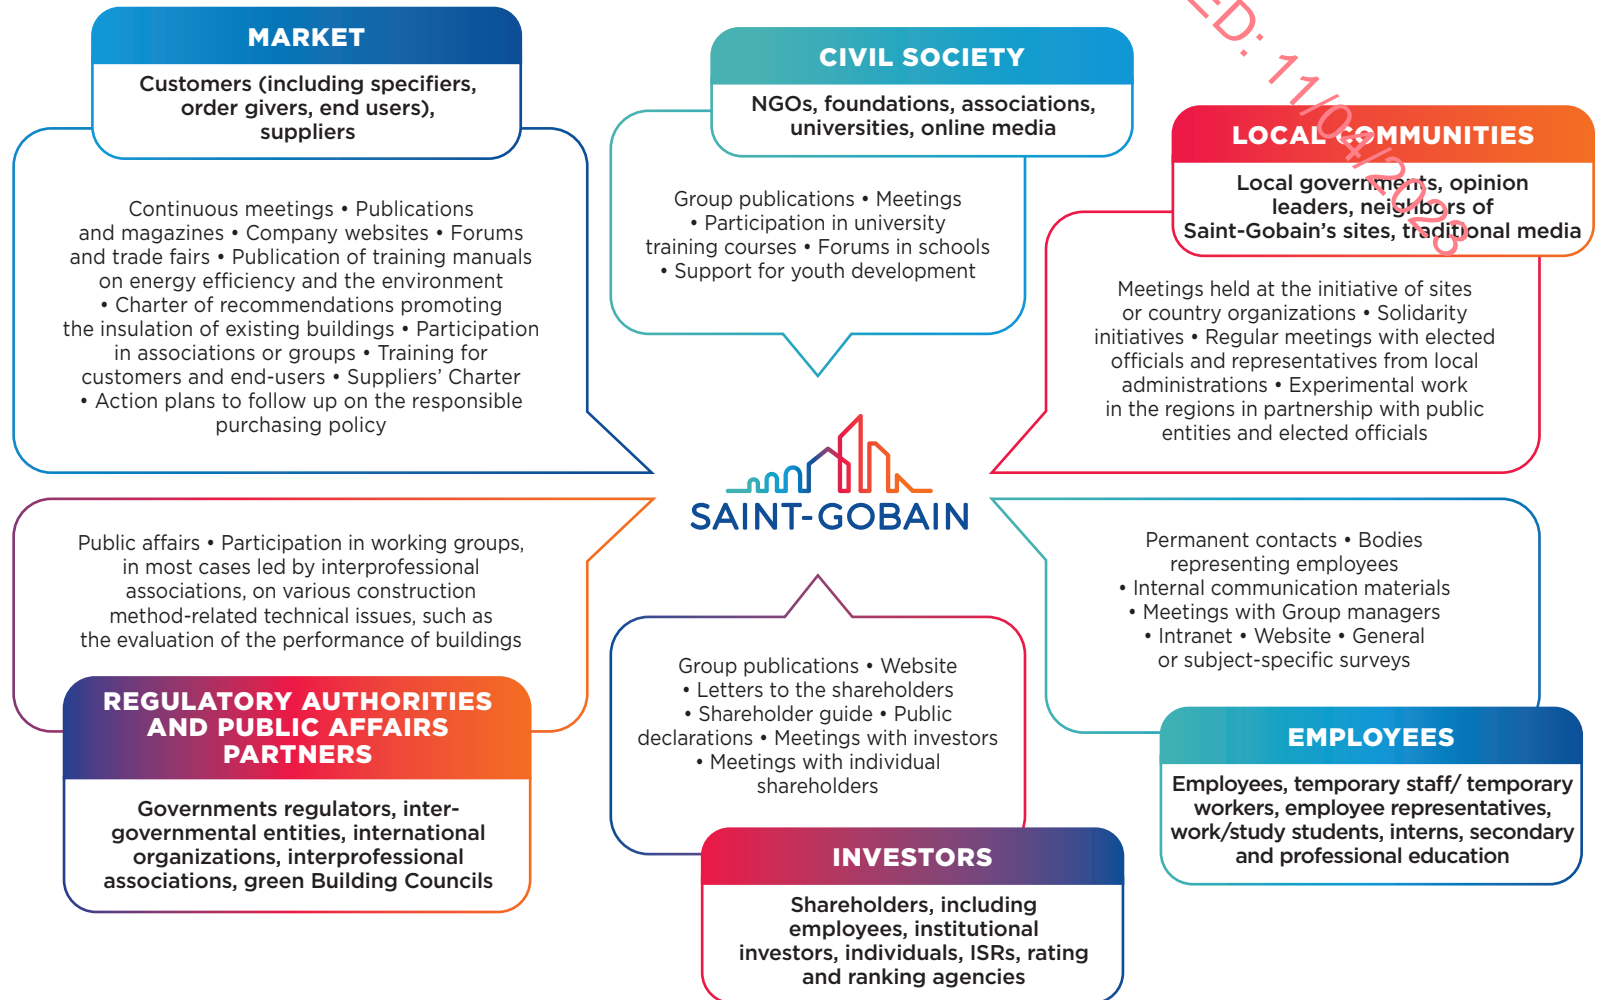 MARKET
Customers (including specifiers,
order givers, end users),
suppliers
Continuous meetings • Publications
and magazines • Company websites • Forums
and trade fairs • Publication of training manuals
on energy efficiency and the environment
• Charter of recommendations promoting
the insulation of existing buildings • Participation
in associations or groups • Training for
customers and end-users • Suppliers’ Charter
• Action plans to follow up on the responsible
purchasing policy
CIVIL SOCIETY
NGOs, foundations, associations,
universities, online media
Group publications • Meetings
• Participation in university
training courses • Forums in schools
• Support for youth development
ED: 11/04/2023
LOCAL COMMUNITIES
Local governments, opinion
leaders, neighbors of
Saint-Gobain’s sites, traditional media
Meetings held at the initiative of sites
or country organizations • Solidarity
initiatives • Regular meetings with elected
officials and representatives from local
administrations • Experimental work
in the regions in partnership with public
entities and elected officials
SAINT-GOBAIN
Public affairs • Participation in working groups,
in most cases led by interprofessional
associations, on various construction
method-related technical issues, such as
the evaluation of the performance of buildings
REGULATORY AUTHORITIES
AND PUBLIC AFFAIRS
PARTNERS
Governments regulators, inter-
governmental entities, international
organizations, interprofessional
associations, green Building Councils
Group publications • Website
• Letters to the shareholders
• Shareholder guide • Public
declarations • Meetings with investors
• Meetings with individual
shareholders
INVESTORS
Shareholders, including
employees, institutional
investors, individuals, ISRs, rating
and ranking agencies
Permanent contacts • Bodies
representing employees
• Internal communication materials
• Meetings with Group managers
• Intranet • Website • General
or subject-specific surveys
EMPLOYEES
Employees, temporary staff/ temporary
workers, employee representatives,
work/study students, interns, secondary
and professional education